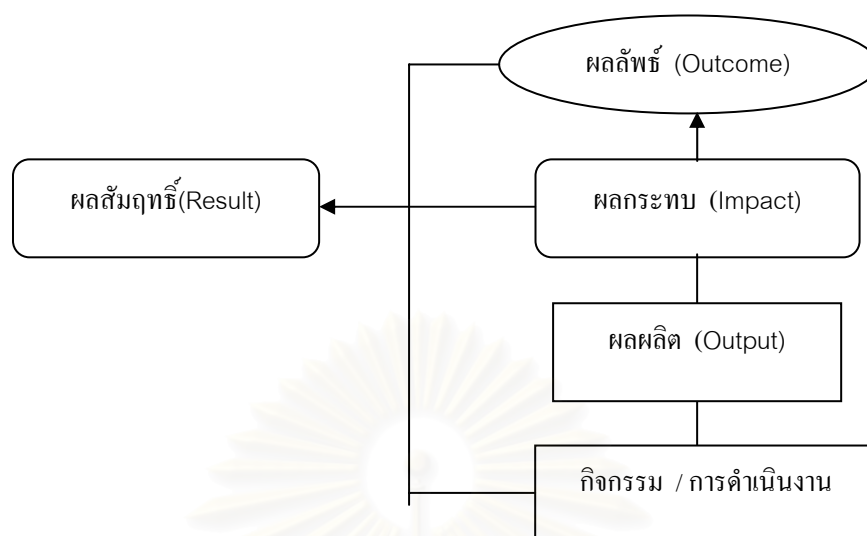 ผลลัพธ์ (Outcome)
ผลสัมฤทธิ์(Result)
ผลกระทบ (Impact)
ผลผลิต (Output)
กิจกรรม / การดำเนินงาน